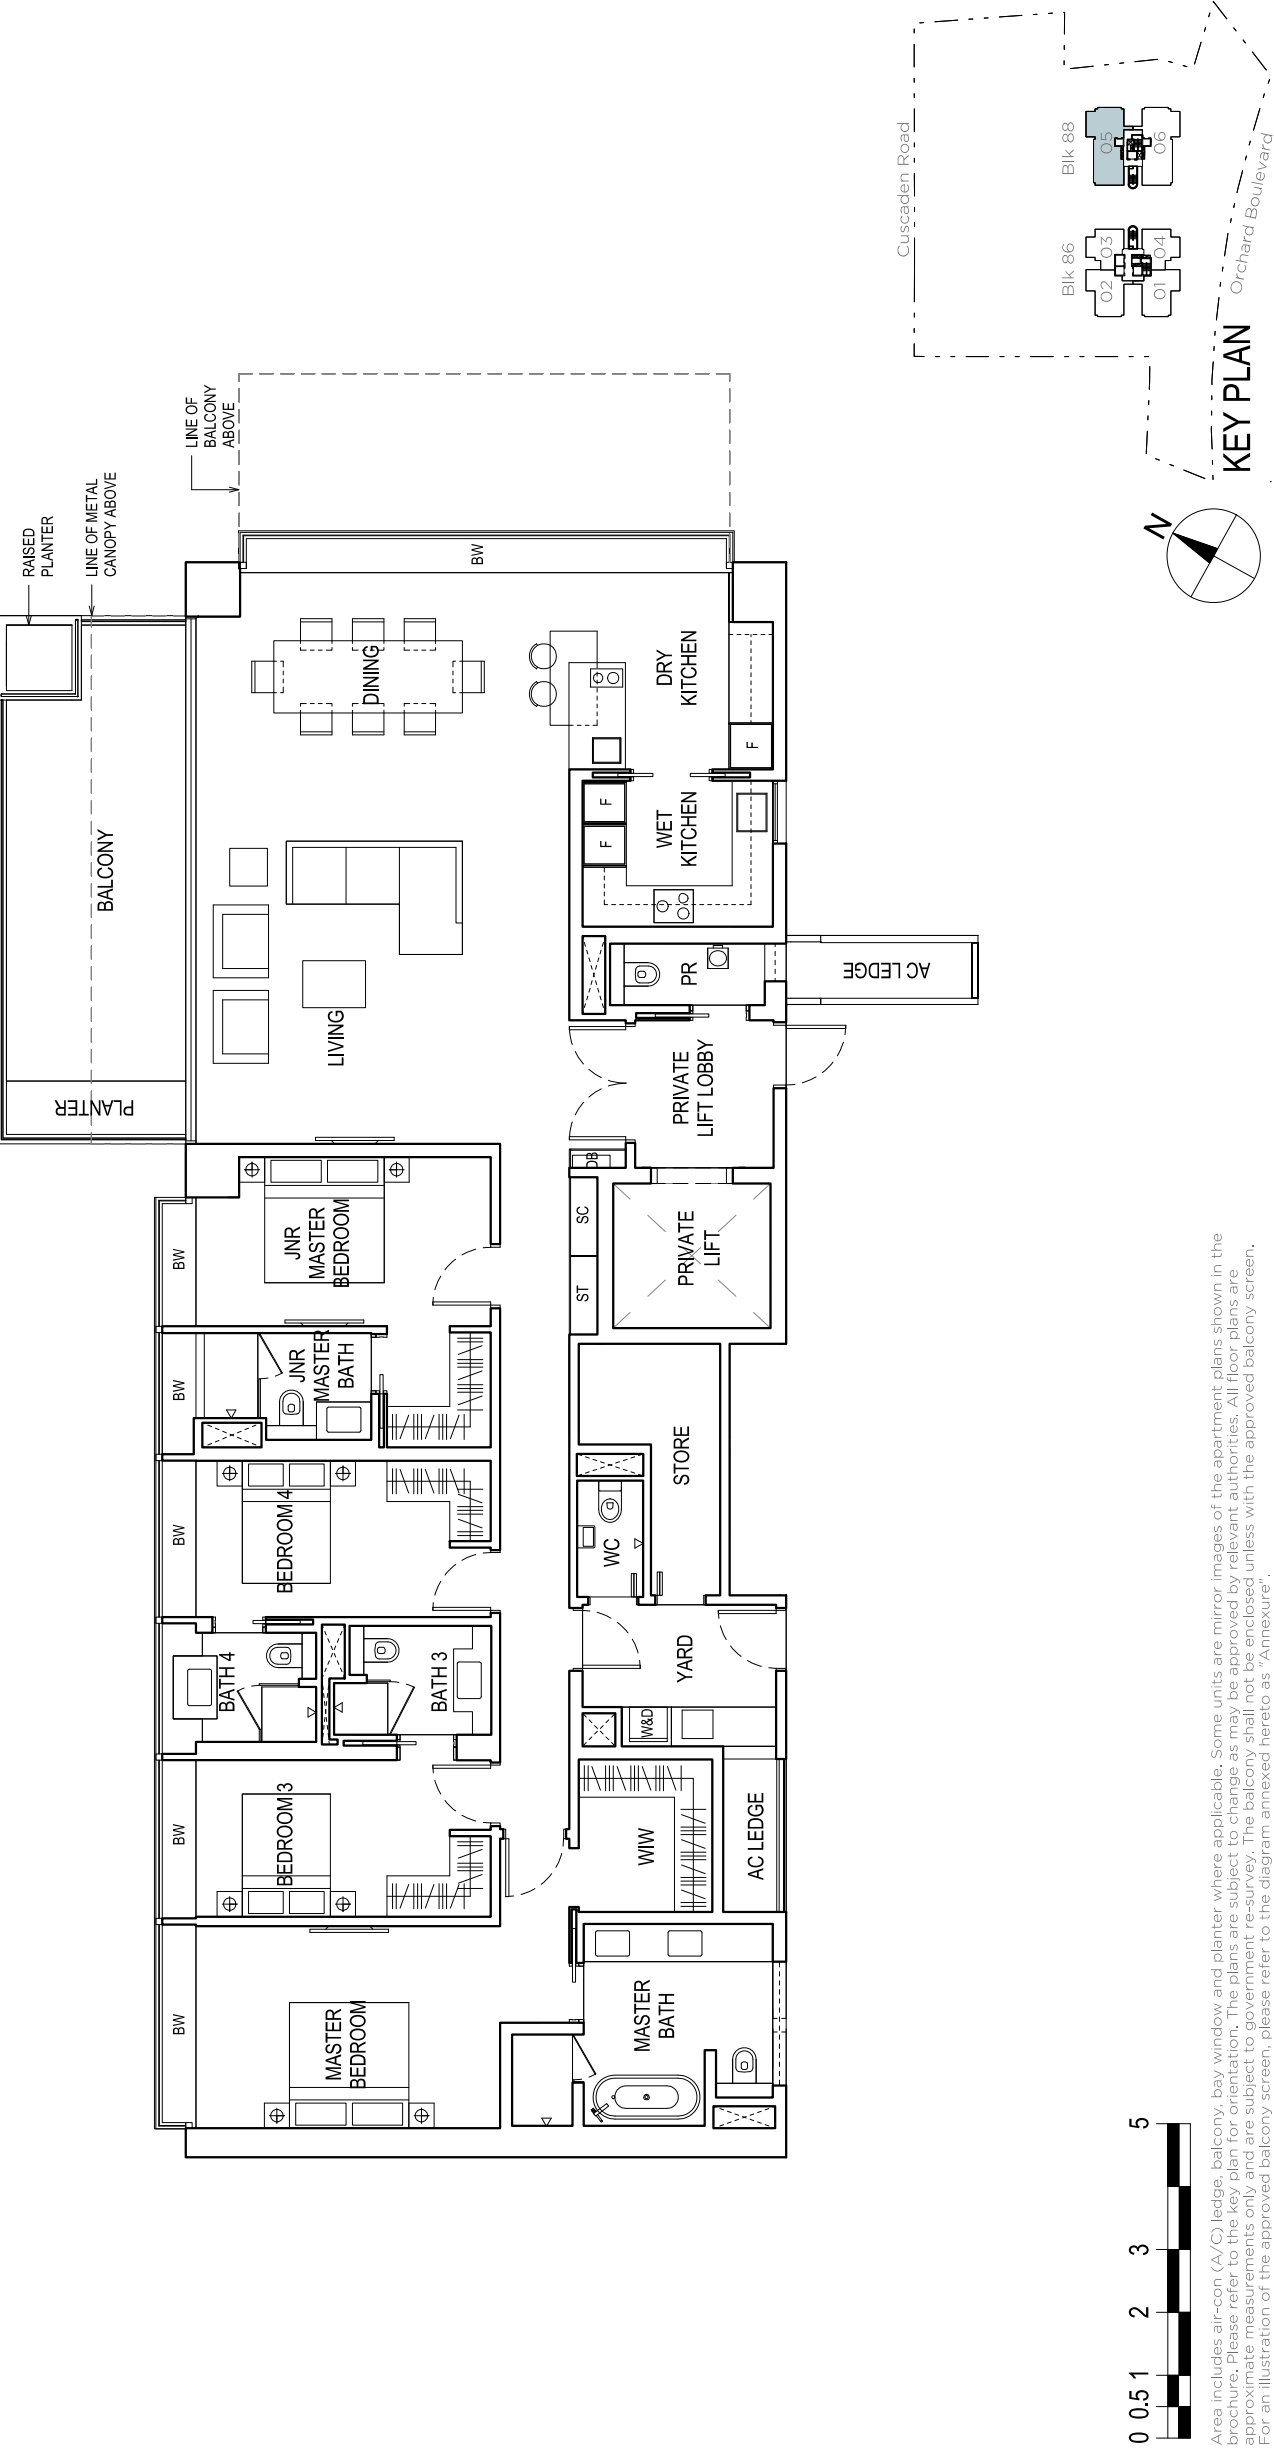 RAISED
PLANTER
LINE OF METAL
CANOPY ABOVE
LINE OF
BALCONY
ABOVE
BALCONY
PLANTER
BW
DINING
LIVING
DRY
KITCHEN
F
WET
KITCHEN
F
F
PR
AC LEDGE
PRIVATE
LIFT LOBBY
DB
SC
ST
PRIVATE
LIFT
JNR
MASTER
BEDROOM
BW
JNR
MASTER
BATH
BW
BEDROOM 4
BW
BATH 4
BATH 3
BEDROOM 3
BW
MASTER
BEDROOM
BW
STORE
WC
YARD
W&D
WIW
AC LEDGE
MASTER
BATH
Cuscaden Road
Blk 88
05
06
Blk 86
03
04
02
01
Orchard Boulevard
KEY PLAN
N
0 0.5 1 2 3 5
Area includes air-con (A/C) ledge, balcony, bay window and planter where applicable. Some units are mirror images of the apartment plans shown in the
brochure. Please refer to the key plan for orientation. The plans are subject to change as may be approved by relevant authorities. All floor plans are
approximate measurements only and are subject to government re-survey. The balcony shall not be enclosed unless with the approved balcony screen.
For an illustration of the approved balcony screen, please refer to the diagram annexed hereto as "Annexure".